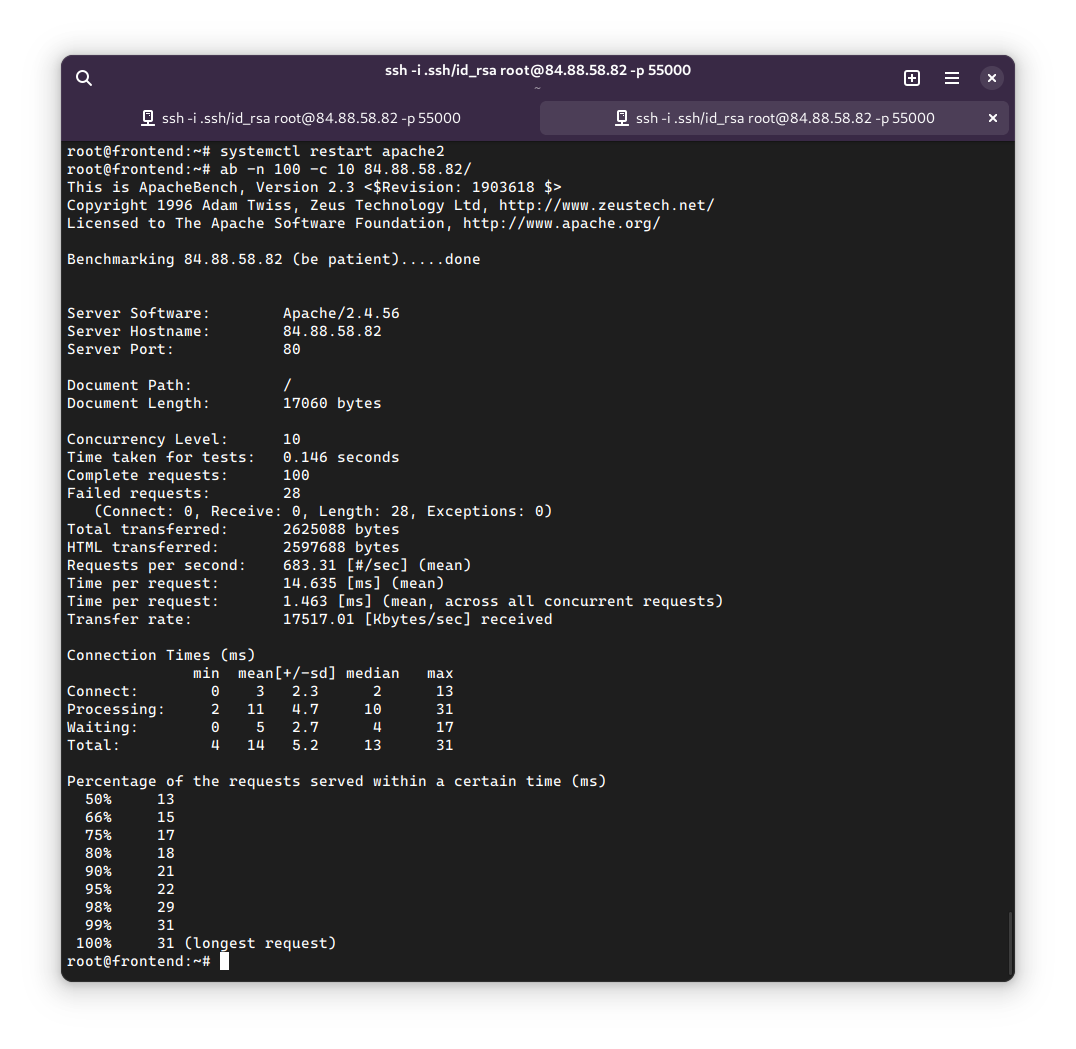 ssh -i .ssh/id_rsa root@84.88.58.82 -p 55000
~
ssh -i .ssh/id_rsa root@84.88.58.82 -p 55000
ssh -i .ssh/id_rsa root@84.88.58.82 -p 55000
root@frontend:~# systemctl restart apache2
root@frontend:~# ab -n 100 -c 10 84.88.58.82/
This is ApacheBench, Version 2.3 <$Revision: 1903618 $>
Copyright 1996 Adam Twiss, Zeus Technology Ltd, http://www.zeustech.net/
Licensed to The Apache Software Foundation, http://www.apache.org/

Benchmarking 84.88.58.82 (be patient).....done


Server Software:        Apache/2.4.56
Server Hostname:        84.88.58.82
Server Port:            80

Document Path:          /
Document Length:        17060 bytes

Concurrency Level:      10
Time taken for tests:   0.146 seconds
Complete requests:      100
Failed requests:        28
   (Connect: 0, Receive: 0, Length: 28, Exceptions: 0)
Total transferred:      2625088 bytes
HTML transferred:       2597688 bytes
Requests per second:    683.31 [#/sec] (mean)
Time per request:       14.635 [ms] (mean)
Time per request:       1.463 [ms] (mean, across all concurrent requests)
Transfer rate:          17517.01 [Kbytes/sec] received

Connection Times (ms)
              min  mean[+/-sd] median   max
Connect:        0    3   2.3      2      13
Processing:     2   11   4.7     10      31
Waiting:        0    5   2.7      4      17
Total:          4   14   5.2     13      31

Percentage of the requests served within a certain time (ms)
  50%     13
  66%     15
  75%     17
  80%     18
  90%     21
  95%     22
  98%     29
  99%     31
 100%     31 (longest request)
root@frontend:~#